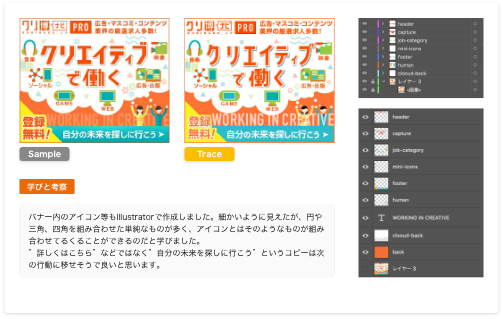 クリ博ナビ PRO 広告・マスコミ・コンテンツ
業界の厳選求人多数!
音楽
クリエイティブ
映像
で働く
ソーシャル
広告・出版
GAME
WEB
WORKING IN CREATIVE
登録
無料!
自分の未来を探しに行こう
クリ博ナビ PRO 広告・マスコミ・コンテンツ
業界の厳選求人多数!
音楽
クリエイティブ
映像
で働く
ソーシャル
広告・出版
GAME
WEB
WORKING IN CREATIVE
登録
無料!
自分の未来を探しに行こう
Sample
Trace
学びと考察
バナー内のアイコン等もIllustratorで作成しました。細かいように見えたが、円や
三角、四角を組み合わせた単純なものが多く、アイコンとはそのようなものが組み
合わせてるくることができるのだと学びました。
"詳しくはこちら"などではなく"自分の未来を探しに行こう"というコピーは次
の行動に移せそうで良いと思います。
header
capture
job-category
mini-icons
footer
human
clooud-back
レイヤー 3
<画像>
header
capture
job-category
mini-icons
footer
human
WORKING IN CREATIVE
clooud-back
back
レイヤー 3